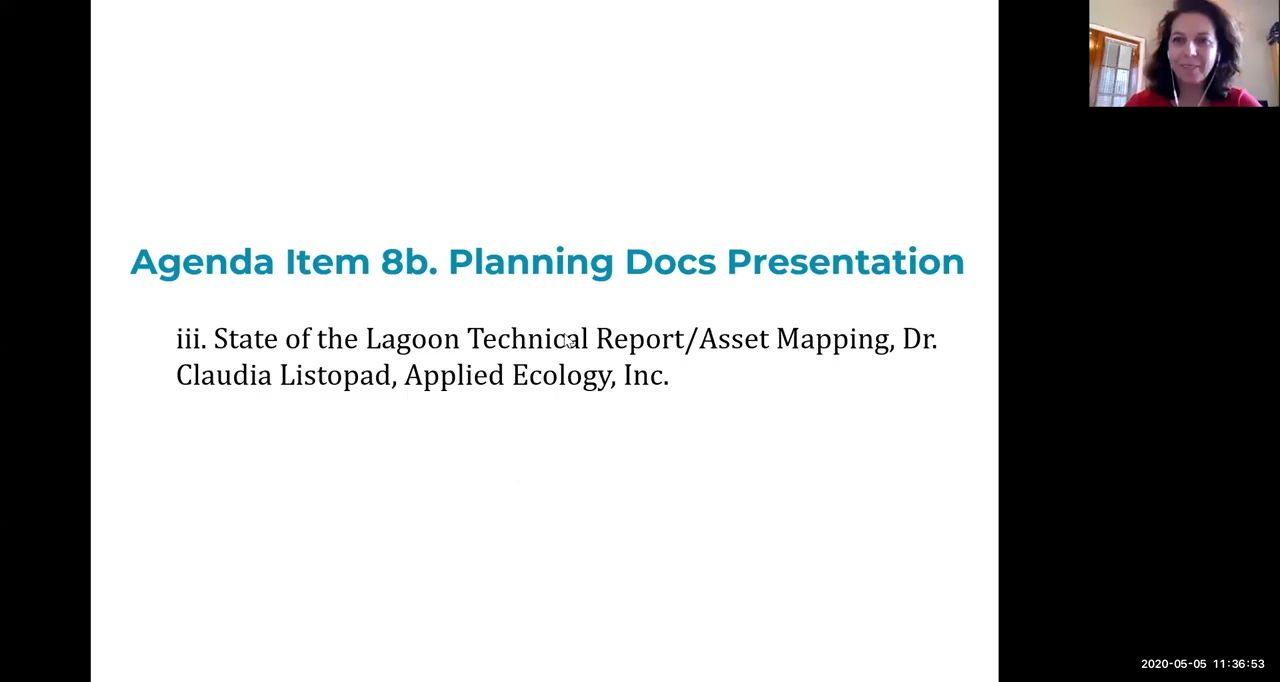 Agenda Item 8b. Planning Docs Presentation
iii. State of the Lagoon Technical Report/Asset Mapping, Dr.
Claudia Listopad, Applied Ecology, Inc.
2020-05-05 11:36:53